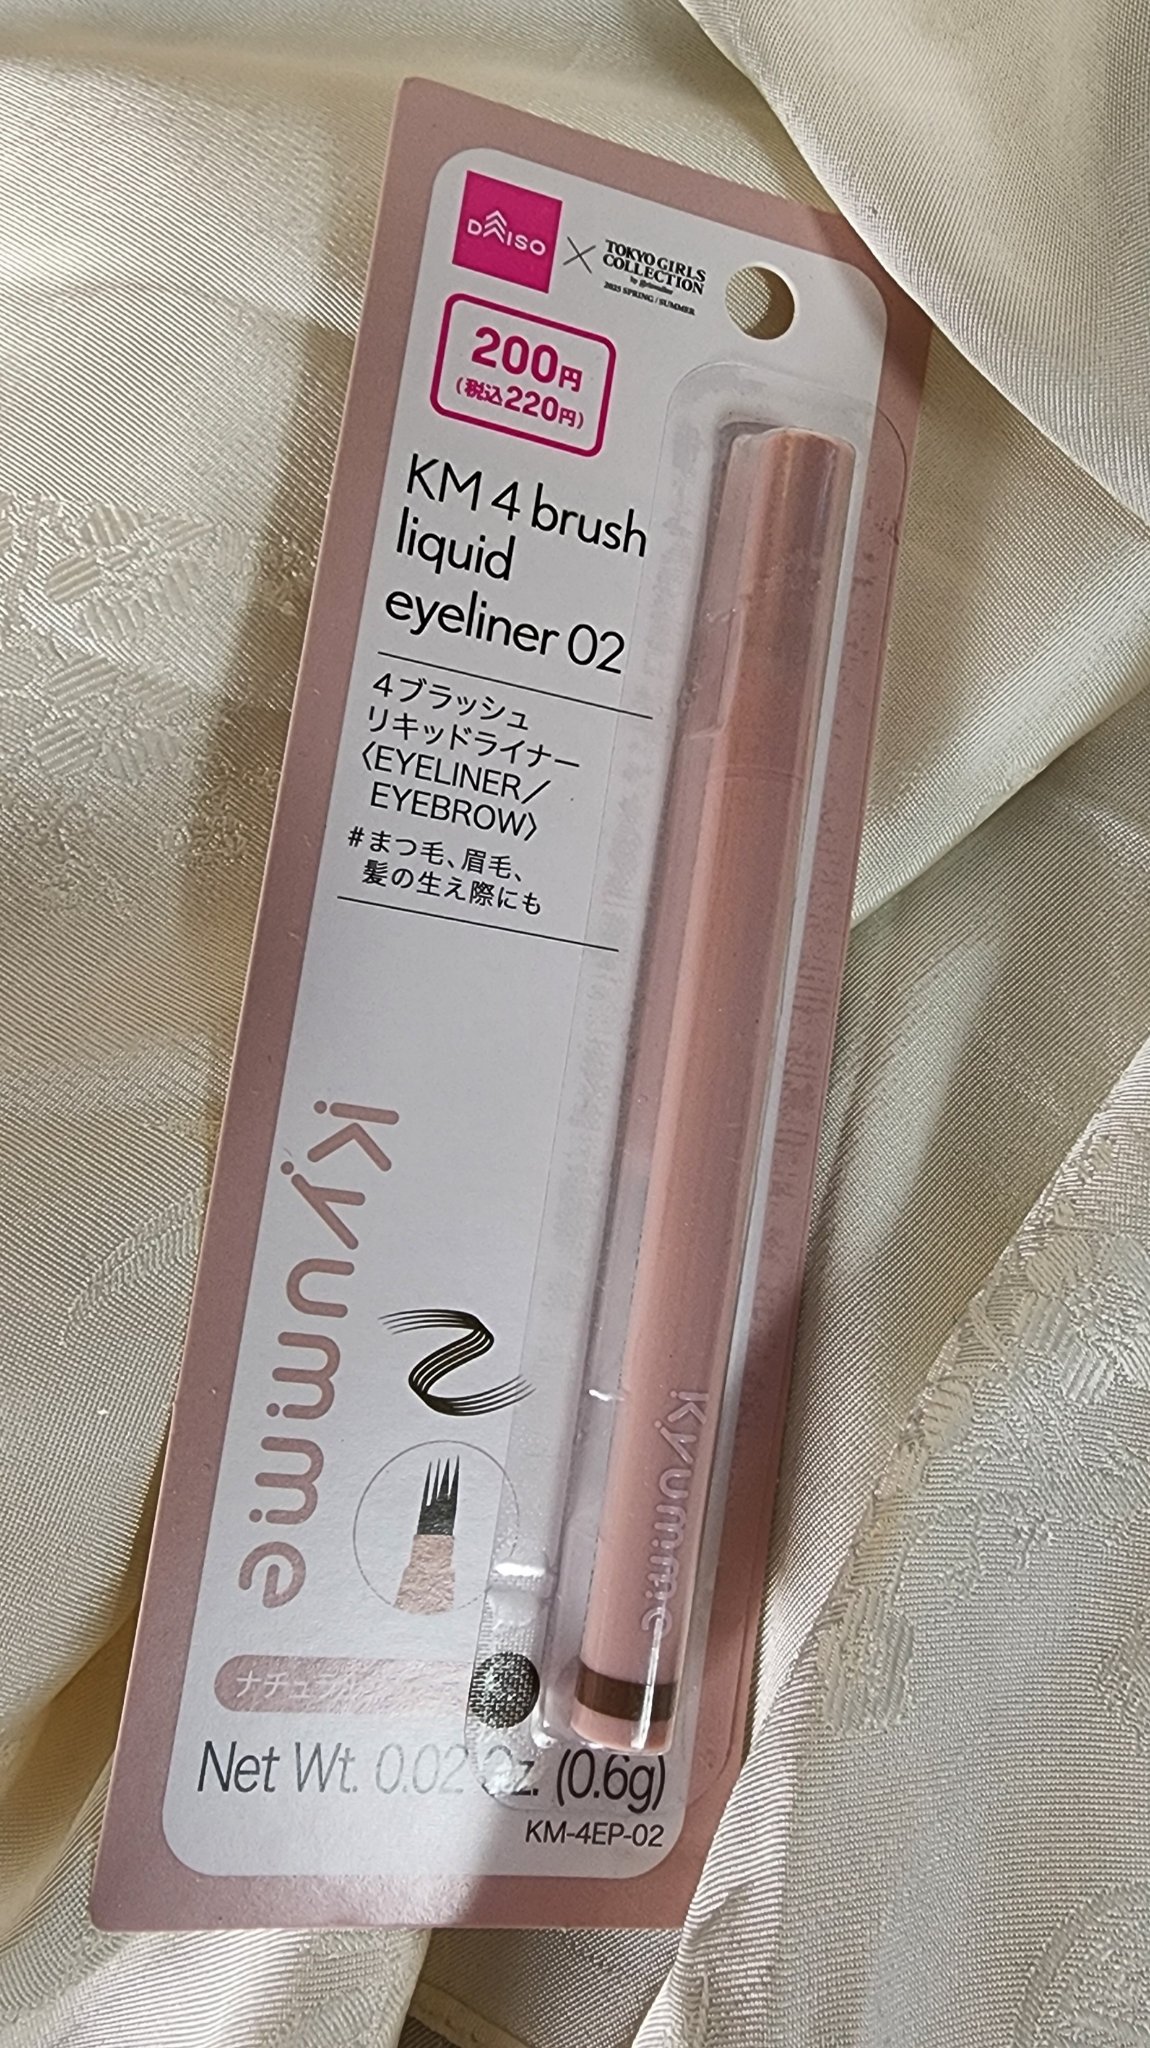 DAISO
TOKYO GIRLS
COLLECTION
by girlswalker
2025 SPRING / SUMMER
200円
(税込220円)
KM 4 brush
liquid
eyeliner 02
4ブラッシュ
リキッドライナー
〈EYELINER/
EYEBROW〉
#まつ毛、眉毛、
髪の生え際にも
Kyumme
Kyumme
Net Wt. 0.02 Oz. (0.6g)
KM-4EP-02